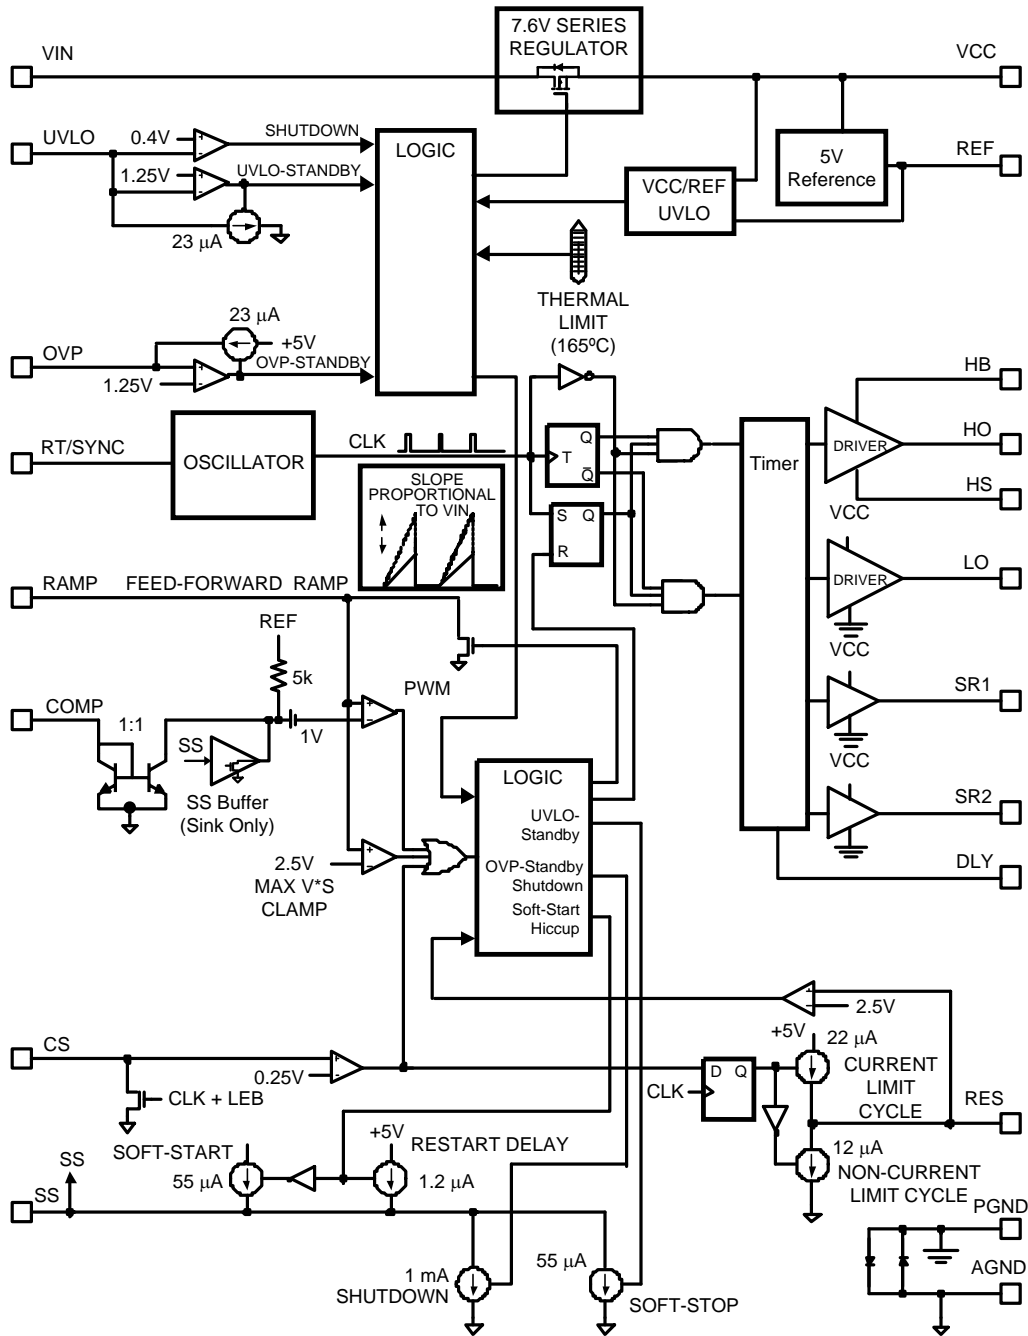 7.6V SERIES
REGULATOR
VIN
VCC
UVLO
0.4V
SHUTDOWN
LOGIC
1.25V
UVLO-STANDBY
23 μA
5V
Reference
REF
VCC/REF
UVLO
THERMAL
LIMIT
(165ºC)
23 μA
+5V
OVP
OVP-STANDBY
1.25V
HB
RT/SYNC
OSCILLATOR
CLK
T
Q
Q̅
Timer
DRIVER
HO
HS
SLOPE
PROPORTIONAL
TO VIN
S
Q
R
VCC
DRIVER
LO
RAMP
FEED-FORWARD RAMP
REF
5k
PWM
VCC
COMP
1:1
1V
SS
SS Buffer
(Sink Only)
SR1
VCC
LOGIC
UVLO-
Standby
OVP-Standby
Shutdown
Soft-Start
Hiccup
SR2
DLY
2.5V
MAX V*S
CLAMP
2.5V
CS
0.25V
CLK + LEB
D
Q
CLK
+5V
22 μA
CURRENT
LIMIT
CYCLE
RES
12 μA
NON-CURRENT
LIMIT CYCLE
SOFT-START
+5V
RESTART DELAY
SS
55 μA
1.2 μA
SS
1 mA
SHUTDOWN
55 μA
SOFT-STOP
PGND
AGND